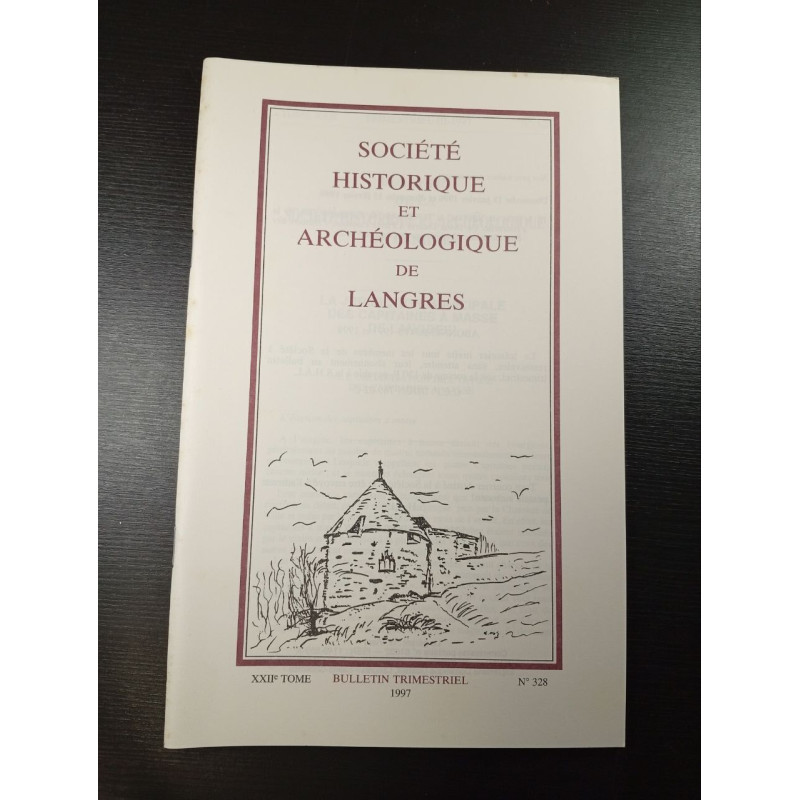 SOCIÉTÉ
HISTORIQUE
ET
ARCHÉOLOGIQUE
DE
LANGRES
XXIIe TOME BULLETIN TRIMESTRIEL N° 328
1997